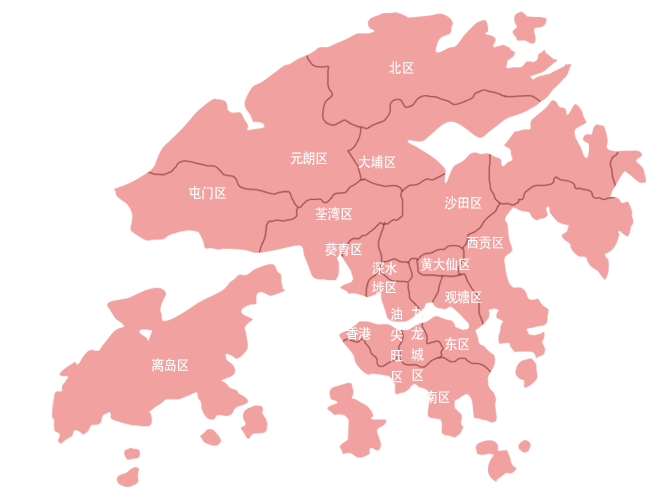 北区
元朗区
大埔区
屯门区
沙田区
荃湾区
西贡区
葵青区
黄大仙区
深水
埗区
观塘区
油尖旺区
九龙城区
香港
东区
离岛区
南区